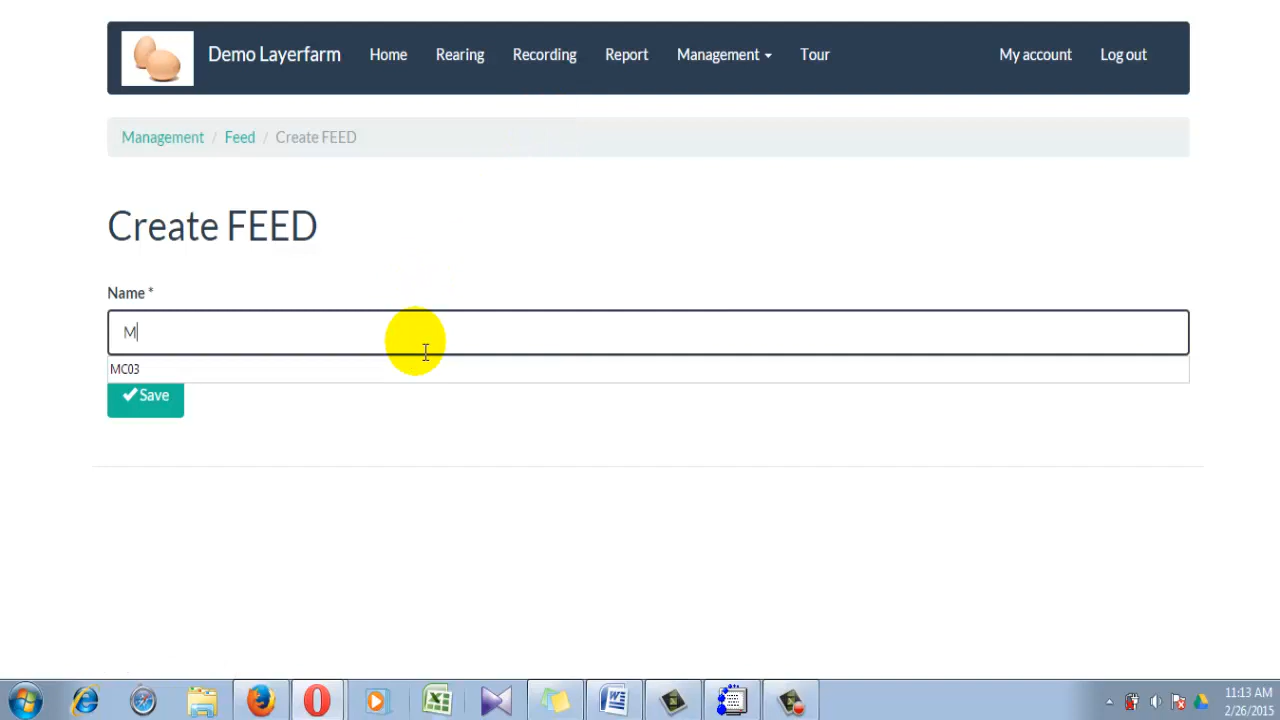 Demo Layerfarm Home Rearing Recording Report Management Tour My account Log out
Management / Feed / Create FEED
Create FEED
Name *
M
MC03
Save
11:13 AM
2/26/2015